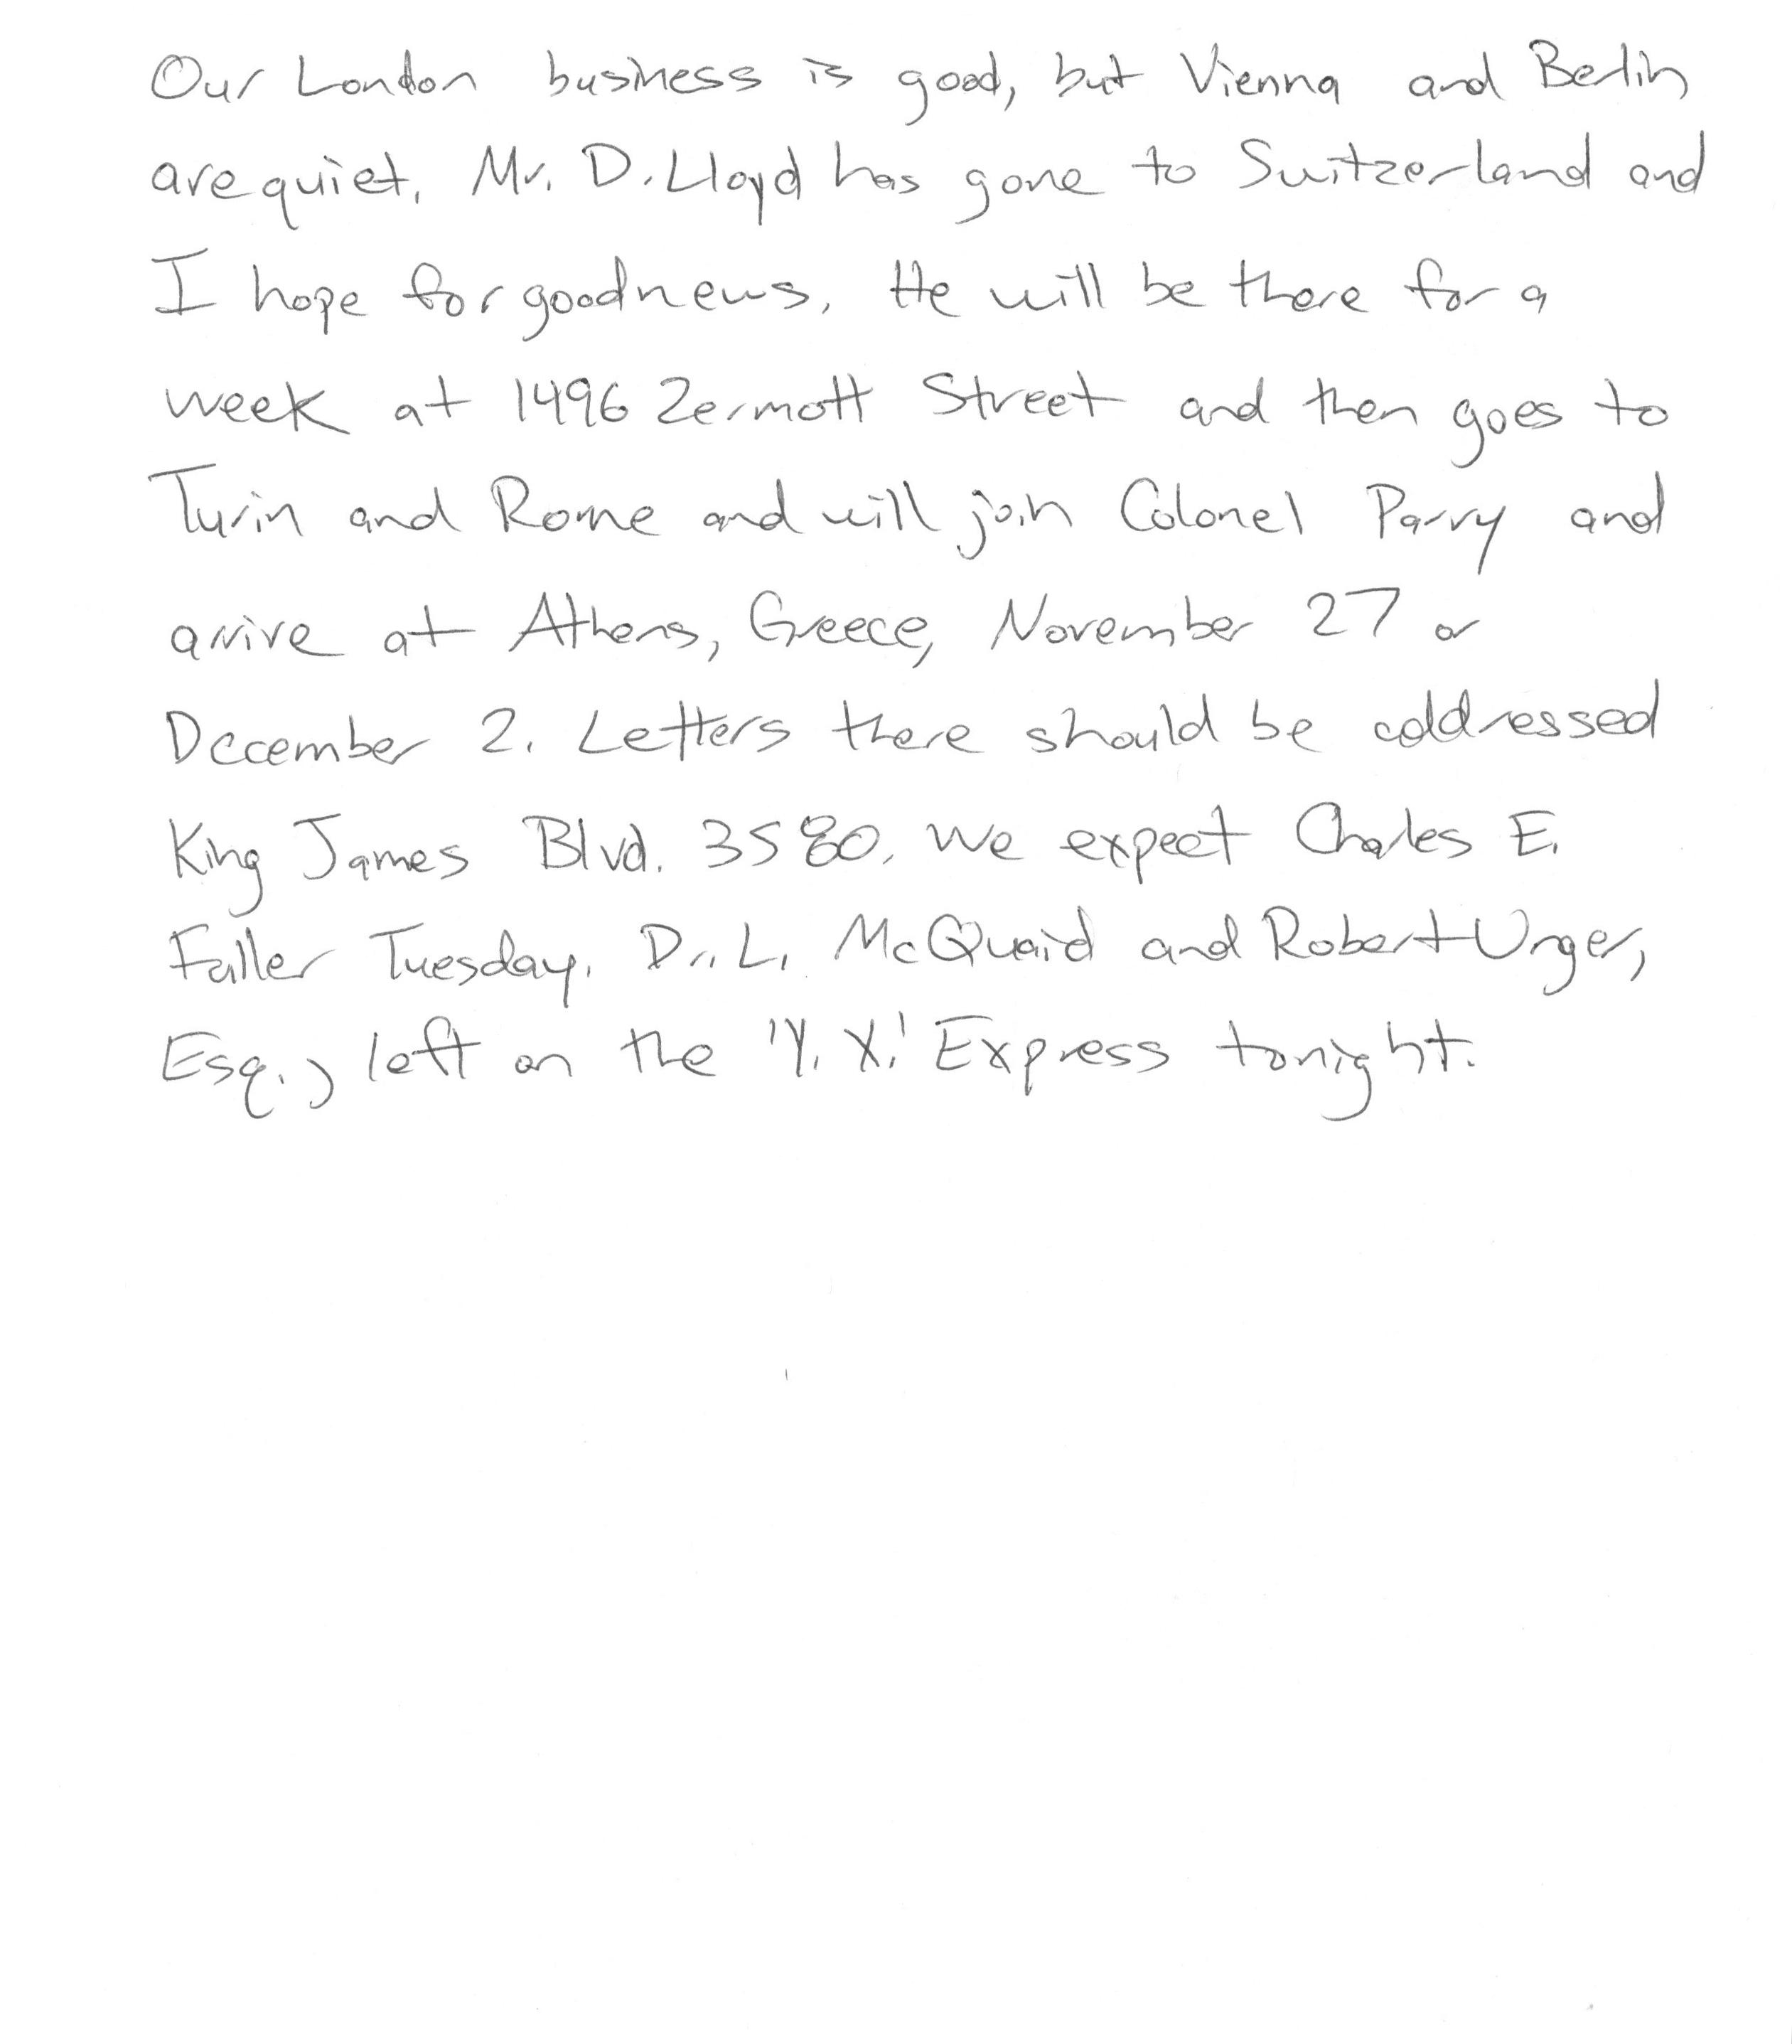 Our London business is good, but Vienna and Berlin
are quiet. Mr. D. Lloyd has gone to Switzerland and
I hope for good news. He will be there for a
week at 1496 Zermott Street and then goes to
Turin and Rome and will join Colonel Parry and
arrive at Athens, Greece, November 27 or
December 2. Letters there should be addressed
King James Blvd. 3580. We expect Charles E.
Fuller Tuesday. Dr. L. McQuaid and Robert Unger,
Esq., left on the 'Y. X.' Express tonight.